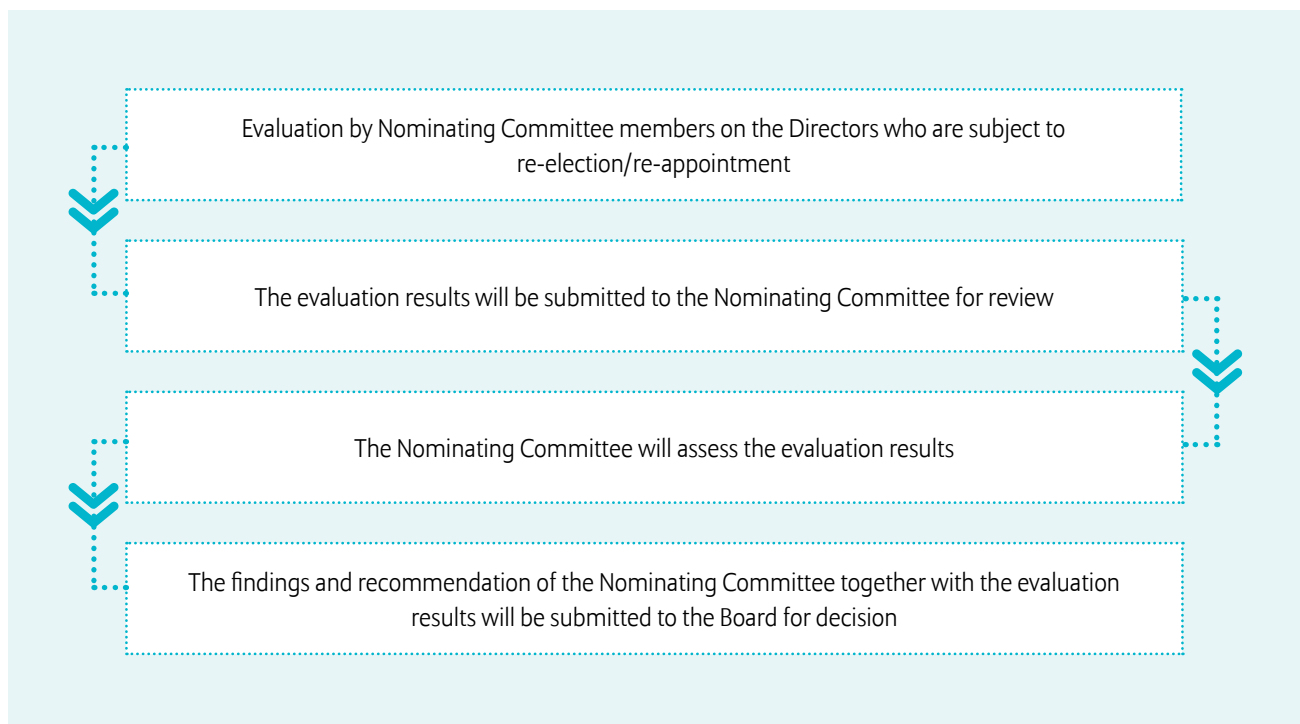 Evaluation by Nominating Committee members on the Directors who are subject to
re-election/re-appointment
The evaluation results will be submitted to the Nominating Committee for review
The Nominating Committee will assess the evaluation results
The findings and recommendation of the Nominating Committee together with the evaluation
results will be submitted to the Board for decision